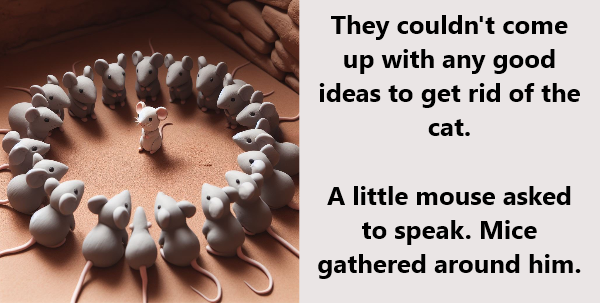 They couldn't come
up with any good
ideas to get rid of the
cat.
A little mouse asked
to speak. Mice
gathered around him.